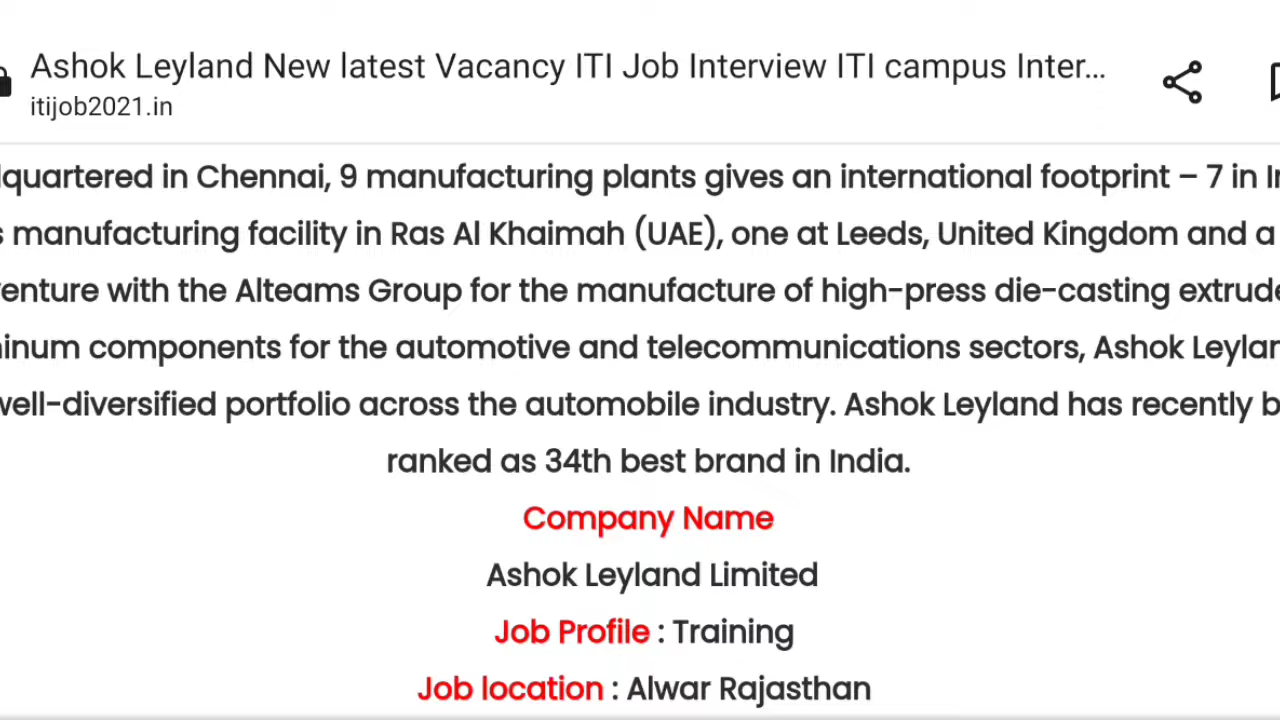 Ashok Leyland New latest Vacancy ITI Job Interview ITI campus Inter...
itijob2021.in
quartered in Chennai, 9 manufacturing plants gives an international footprint – 7 in
manufacturing facility in Ras Al Khaimah (UAE), one at Leeds, United Kingdom and a
enture with the Alteams Group for the manufacture of high-press die-casting extrude
inum components for the automotive and telecommunications sectors, Ashok Leylan
well-diversified portfolio across the automobile industry. Ashok Leyland has recently b
ranked as 34th best brand in India.
Company Name
Ashok Leyland Limited
Job Profile : Training
Job location : Alwar Rajasthan